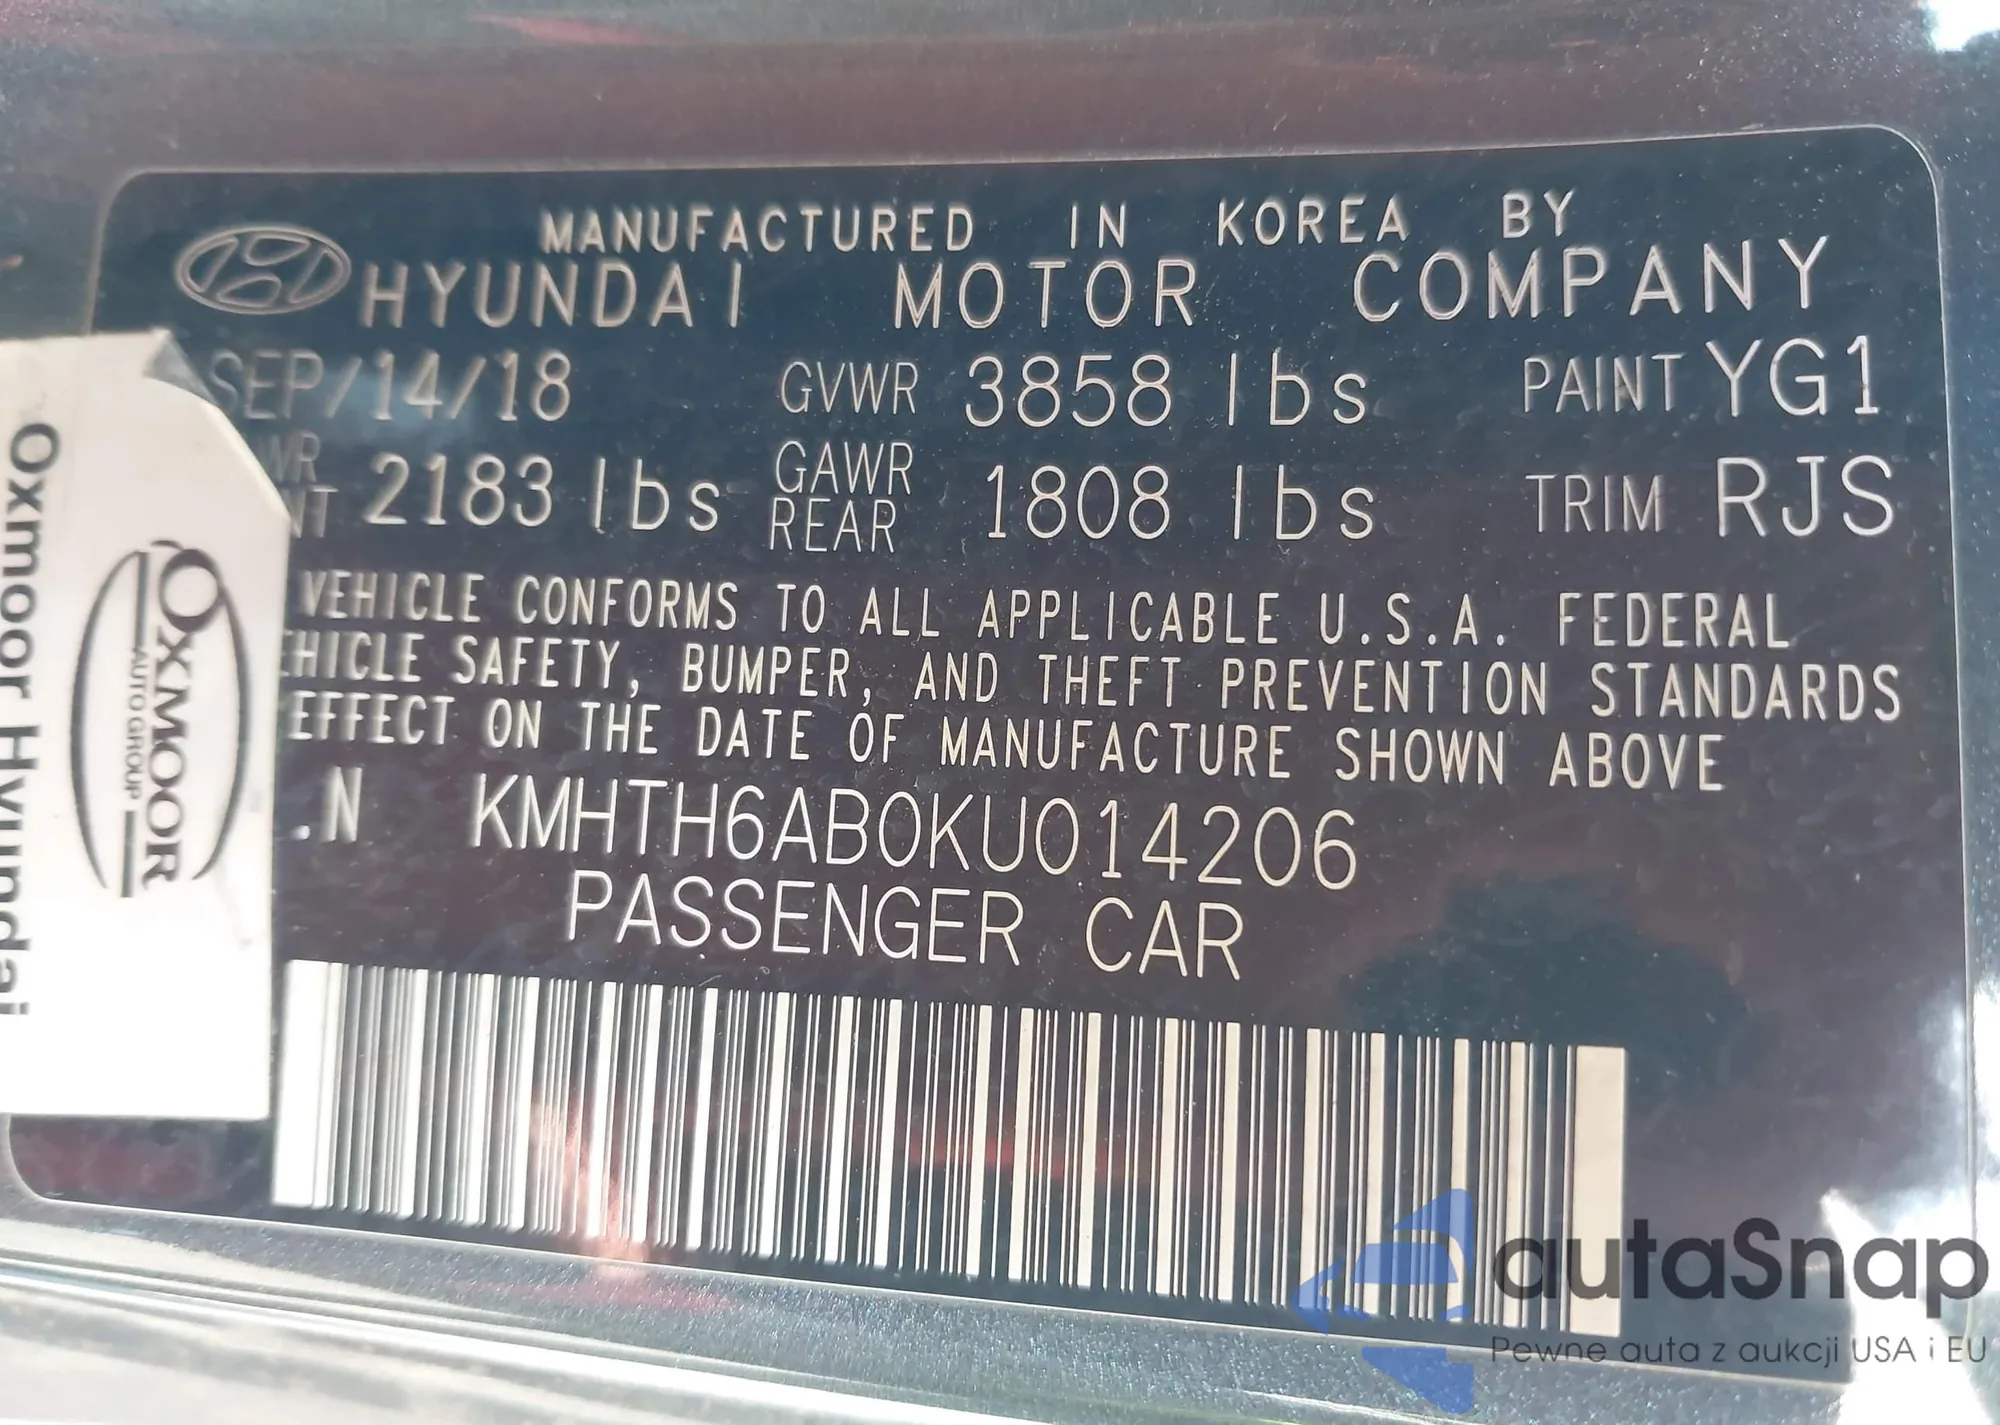 MANUFACTURED IN KOREA BY
HYUNDAI MOTOR COMPANY
SEP/14/18 GVWR 3858 lbs PAINT YG1
WR NT 2183 lbs GAWR REAR 1808 lbs TRIM RJS
VEHICLE CONFORMS TO ALL APPLICABLE U.S.A. FEDERAL
EHICLE SAFETY, BUMPER, AND THEFT PREVENTION STANDARDS
EFFECT ON THE DATE OF MANUFACTURE SHOWN ABOVE
.N KMHTH6AB0KU014206
PASSENGER CAR
Oxmoor Hyundai
OXMOOR
AUTO GROUP
autaSnap
Pewne auta z aukcji USA i EU